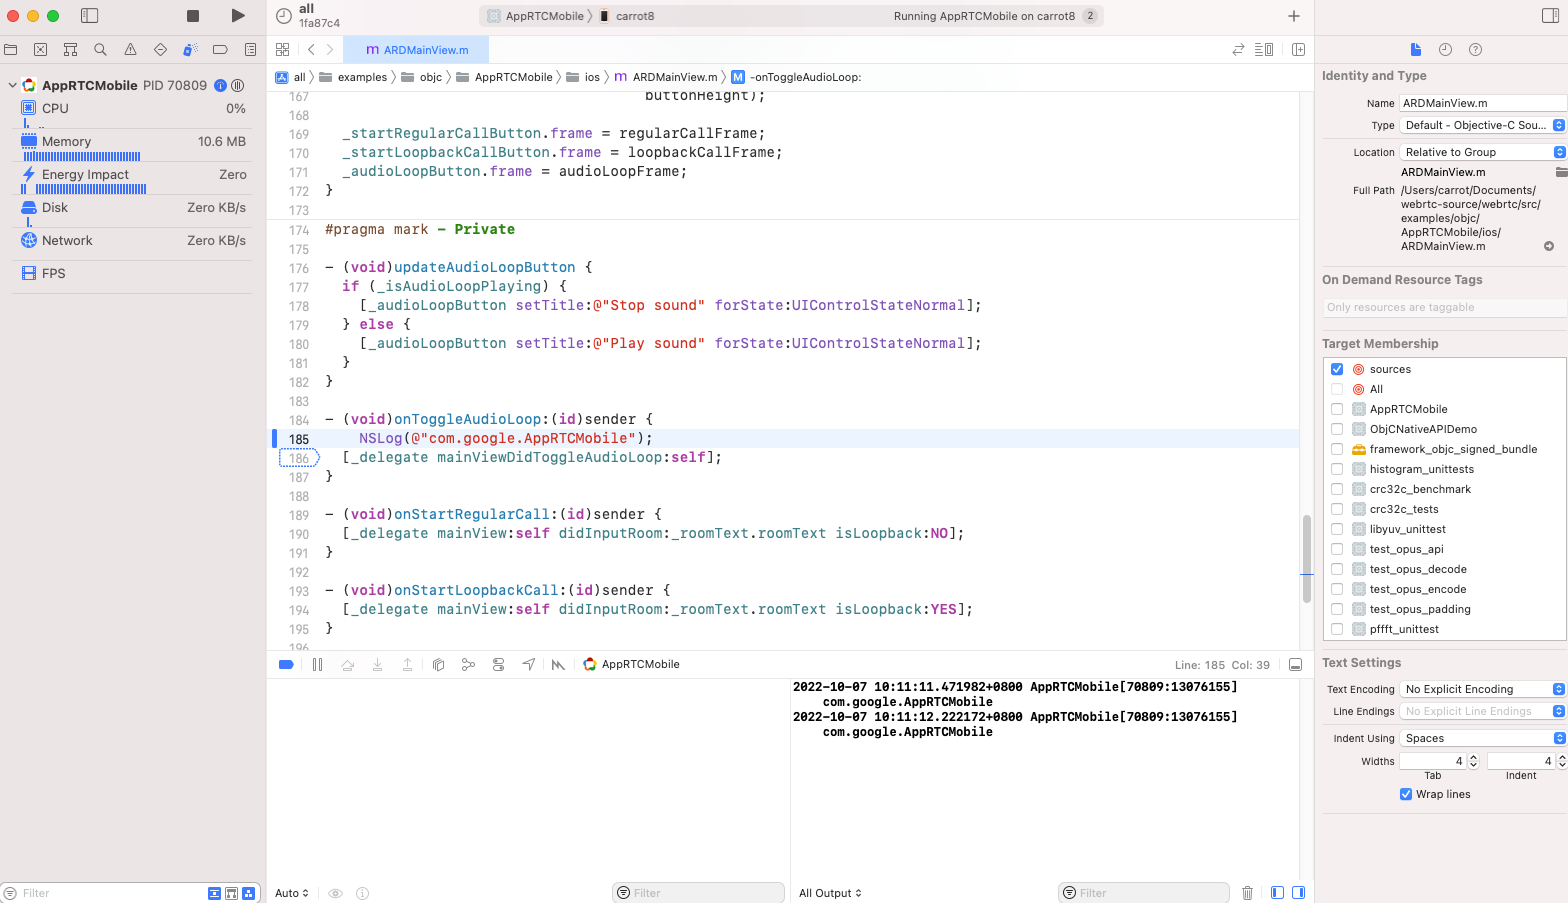 all
1fa87c4
AppRTCMobile
carrot8
Running AppRTCMobile on carrot8
2
m ARDMainView.m
all
examples
objc
AppRTCMobile
ios
m ARDMainView.m
M -onToggleAudioLoop:
AppRTCMobile PID 70809
CPU 0%
Memory 10.6 MB
Energy Impact Zero
Disk Zero KB/s
Network Zero KB/s
FPS
Filter
167 buttonHeight);
168
169 _startRegularCallButton.frame = regularCallFrame;
170 _startLoopbackCallButton.frame = loopbackCallFrame;
171 _audioLoopButton.frame = audioLoopFrame;
172 }
173
174 #pragma mark - Private
175
176 - (void)updateAudioLoopButton {
177 if (_isAudioLoopPlaying) {
178 [_audioLoopButton setTitle:@"Stop sound" forState:UIControlStateNormal];
179 } else {
180 [_audioLoopButton setTitle:@"Play sound" forState:UIControlStateNormal];
181 }
182 }
183
184 - (void)onToggleAudioLoop:(id)sender {
185 NSLog(@"com.google.AppRTCMobile");
186 [_delegate mainViewDidToggleAudioLoop:self];
187 }
188
189 - (void)onStartRegularCall:(id)sender {
190 [_delegate mainView:self didInputRoom:_roomText.roomText isLoopback:NO];
191 }
192
193 - (void)onStartLoopbackCall:(id)sender {
194 [_delegate mainView:self didInputRoom:_roomText.roomText isLoopback:YES];
195 }
196
AppRTCMobile
Line: 185 Col: 39
2022-10-07 10:11:11.471982+0800 AppRTCMobile[70809:13076155]
com.google.AppRTCMobile
2022-10-07 10:11:12.222172+0800 AppRTCMobile[70809:13076155]
com.google.AppRTCMobile
Auto
Filter
All Output
Filter
Identity and Type
Name ARDMainView.m
Type Default - Objective-C Sou...
Location Relative to Group
ARDMainView.m
Full Path /Users/carrot/Documents/
webrtc-source/webrtc/src/
examples/objc/
AppRTCMobile/ios/
ARDMainView.m
On Demand Resource Tags
Only resources are taggable
Target Membership
sources
All
AppRTCMobile
ObjCNativeAPIDemo
framework_objc_signed_bundle
histogram_unittests
crc32c_benchmark
crc32c_tests
libyuv_unittest
test_opus_api
test_opus_decode
test_opus_encode
test_opus_padding
pffft_unittest
Text Settings
Text Encoding No Explicit Encoding
Line Endings No Explicit Line Endings
Indent Using Spaces
Widths 4 4
Tab Indent
Wrap lines